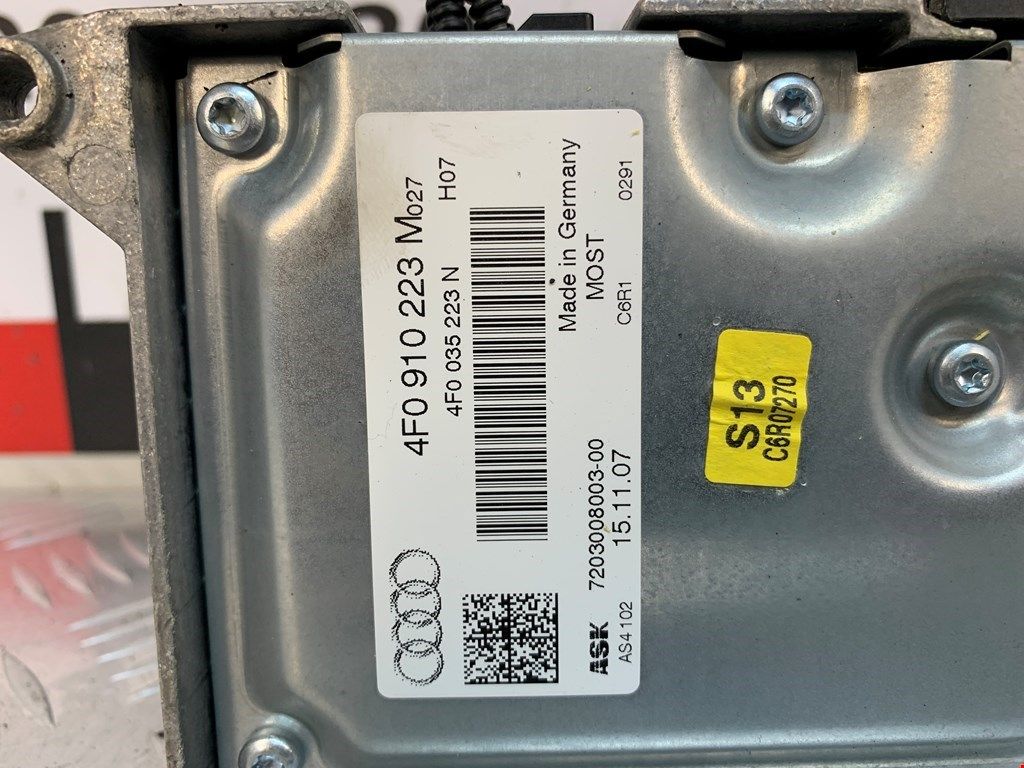 4F0 910 223 M027
4F0 035 223 N
H07
Made in Germany
MOST
C6R1 0291
7203008003-00
15.11.07
ASK
AS4102
S13
C6R07270